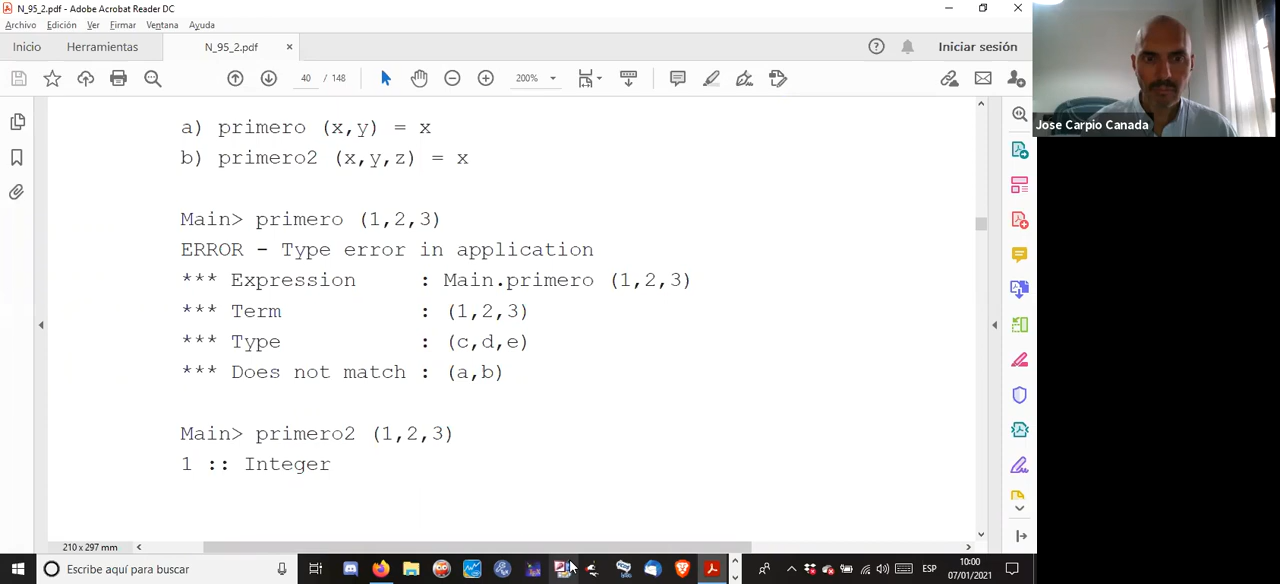 N_95_2.pdf - Adobe Acrobat Reader DC
Archivo Edición Ver Firmar Ventana Ayuda
Inicio Herramientas N_95_2.pdf × Iniciar sesión
40 / 148 200%
Jose Carpio Canada
a) primero (x,y) = x
b) primero2 (x,y,z) = x
Main> primero (1,2,3)
ERROR - Type error in application
*** Expression : Main.primero (1,2,3)
*** Term : (1,2,3)
*** Type : (c,d,e)
*** Does not match : (a,b)
Main> primero2 (1,2,3)
1 :: Integer
210 x 297 mm
Escribe aquí para buscar
ESP
10:00
07/01/2021